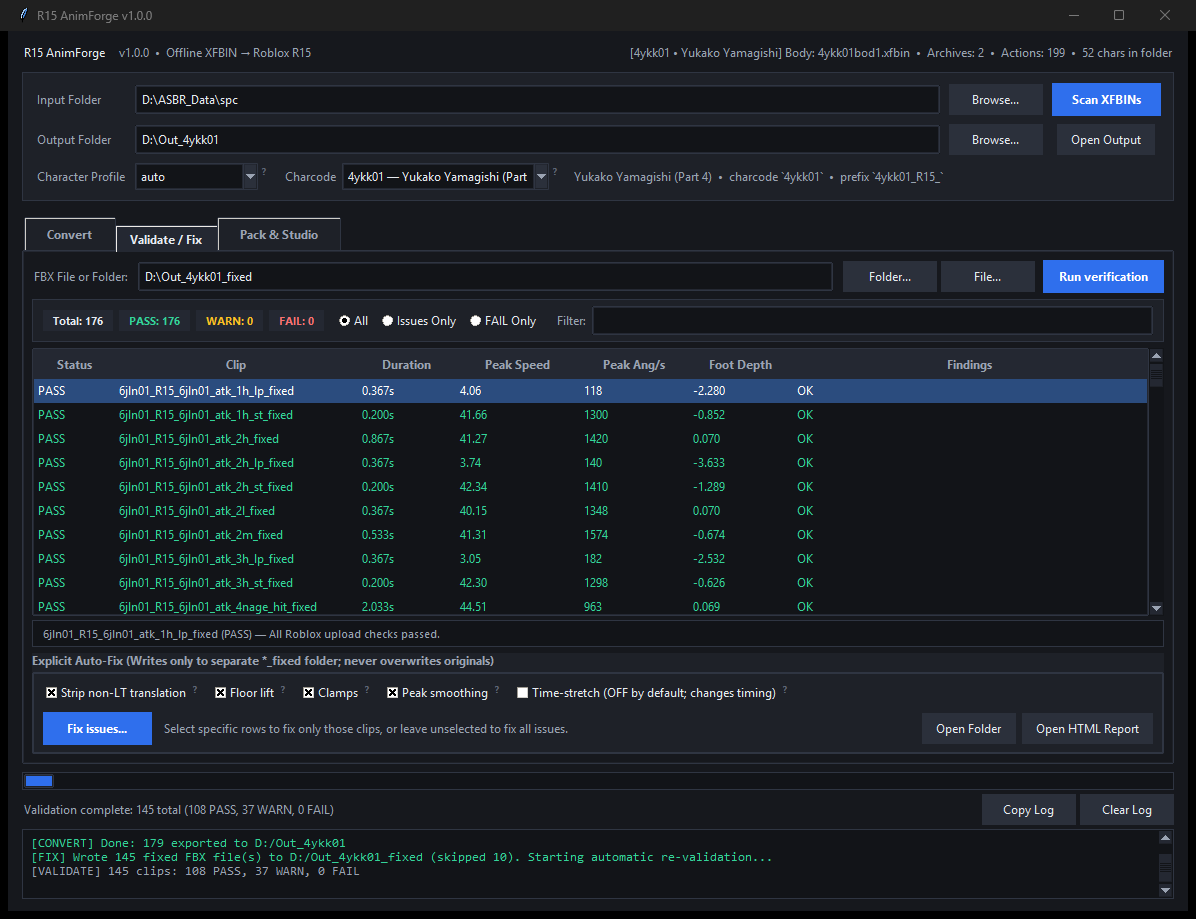 R15 AnimForge v1.0.0
R15 AnimForge v1.0.0 • Offline XFBIN → Roblox R15 [4ykk01 • Yukako Yamagishi] Body: 4ykk01bod1.xfbin • Archives: 2 • Actions: 199 • 52 chars in folder
Input Folder D:\ASBR_Data\spc Browse... Scan XFBINs
Output Folder D:\Out_4ykk01 Browse... Open Output
Character Profile auto ? Charcode 4ykk01 — Yukako Yamagishi (Part ? Yukako Yamagishi (Part 4) • charcode `4ykk01` • prefix `4ykk01_R15_`
Convert Validate / Fix Pack & Studio
FBX File or Folder: D:\Out_4ykk01_fixed Folder... File... Run verification
Total: 176 PASS: 176 WARN: 0 FAIL: 0 All Issues Only FAIL Only Filter:
Status Clip Duration Peak Speed Peak Ang/s Foot Depth Findings
PASS 6jln01_R15_6jln01_atk_1h_lp_fixed 0.367s 4.06 118 -2.280 OK
PASS 6jln01_R15_6jln01_atk_1h_st_fixed 0.200s 41.66 1300 -0.852 OK
PASS 6jln01_R15_6jln01_atk_2h_fixed 0.867s 41.27 1420 0.070 OK
PASS 6jln01_R15_6jln01_atk_2h_lp_fixed 0.367s 3.74 140 -3.633 OK
PASS 6jln01_R15_6jln01_atk_2h_st_fixed 0.200s 42.34 1410 -1.289 OK
PASS 6jln01_R15_6jln01_atk_2l_fixed 0.367s 40.15 1348 0.070 OK
PASS 6jln01_R15_6jln01_atk_2m_fixed 0.533s 41.31 1574 -0.674 OK
PASS 6jln01_R15_6jln01_atk_3h_lp_fixed 0.367s 3.05 182 -2.532 OK
PASS 6jln01_R15_6jln01_atk_3h_st_fixed 0.200s 42.30 1298 -0.626 OK
PASS 6jln01_R15_6jln01_atk_4nage_hit_fixed 2.033s 44.51 963 0.069 OK
6jln01_R15_6jln01_atk_1h_lp_fixed (PASS) — All Roblox upload checks passed.
Explicit Auto-Fix (Writes only to separate *_fixed folder; never overwrites originals)
Strip non-LT translation ? Floor lift ? Clamps ? Peak smoothing ? Time-stretch (OFF by default; changes timing) ?
Fix issues... Select specific rows to fix only those clips, or leave unselected to fix all issues. Open Folder Open HTML Report
Validation complete: 145 total (108 PASS, 37 WARN, 0 FAIL) Copy Log Clear Log
[CONVERT] Done: 179 exported to D:/Out_4ykk01
[FIX] Wrote 145 fixed FBX file(s) to D:/Out_4ykk01_fixed (skipped 10). Starting automatic re-validation...
[VALIDATE] 145 clips: 108 PASS, 37 WARN, 0 FAIL